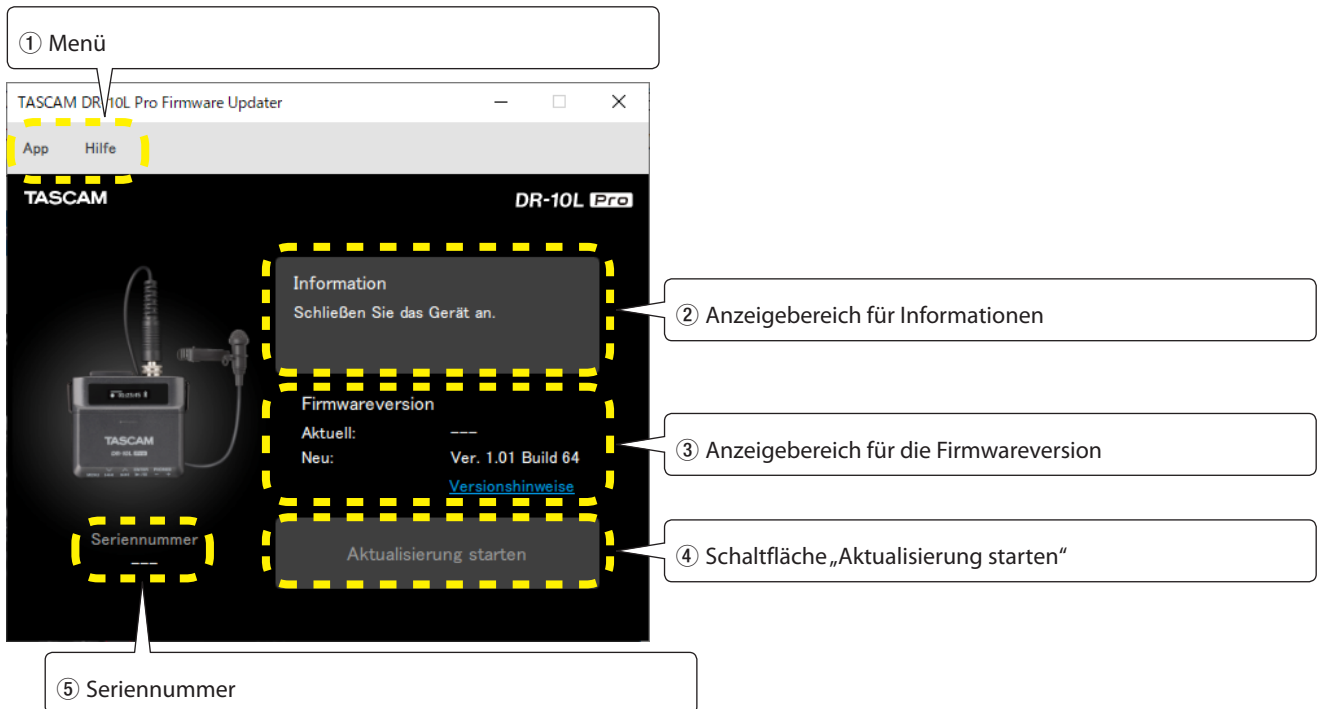 ① Menü
TASCAM DR-10L Pro Firmware Updater
App Hilfe
TASCAM
DR-10L Pro
Information
Schließen Sie das Gerät an.
② Anzeigebereich für Informationen
Firmwareversion
Aktuell: ---
Neu: Ver. 1.01 Build 64
Versionshinweise
③ Anzeigebereich für die Firmwareversion
TASCAM
Seriennummer
---
Aktualisierung starten
④ Schaltfläche „Aktualisierung starten“
⑤ Seriennummer